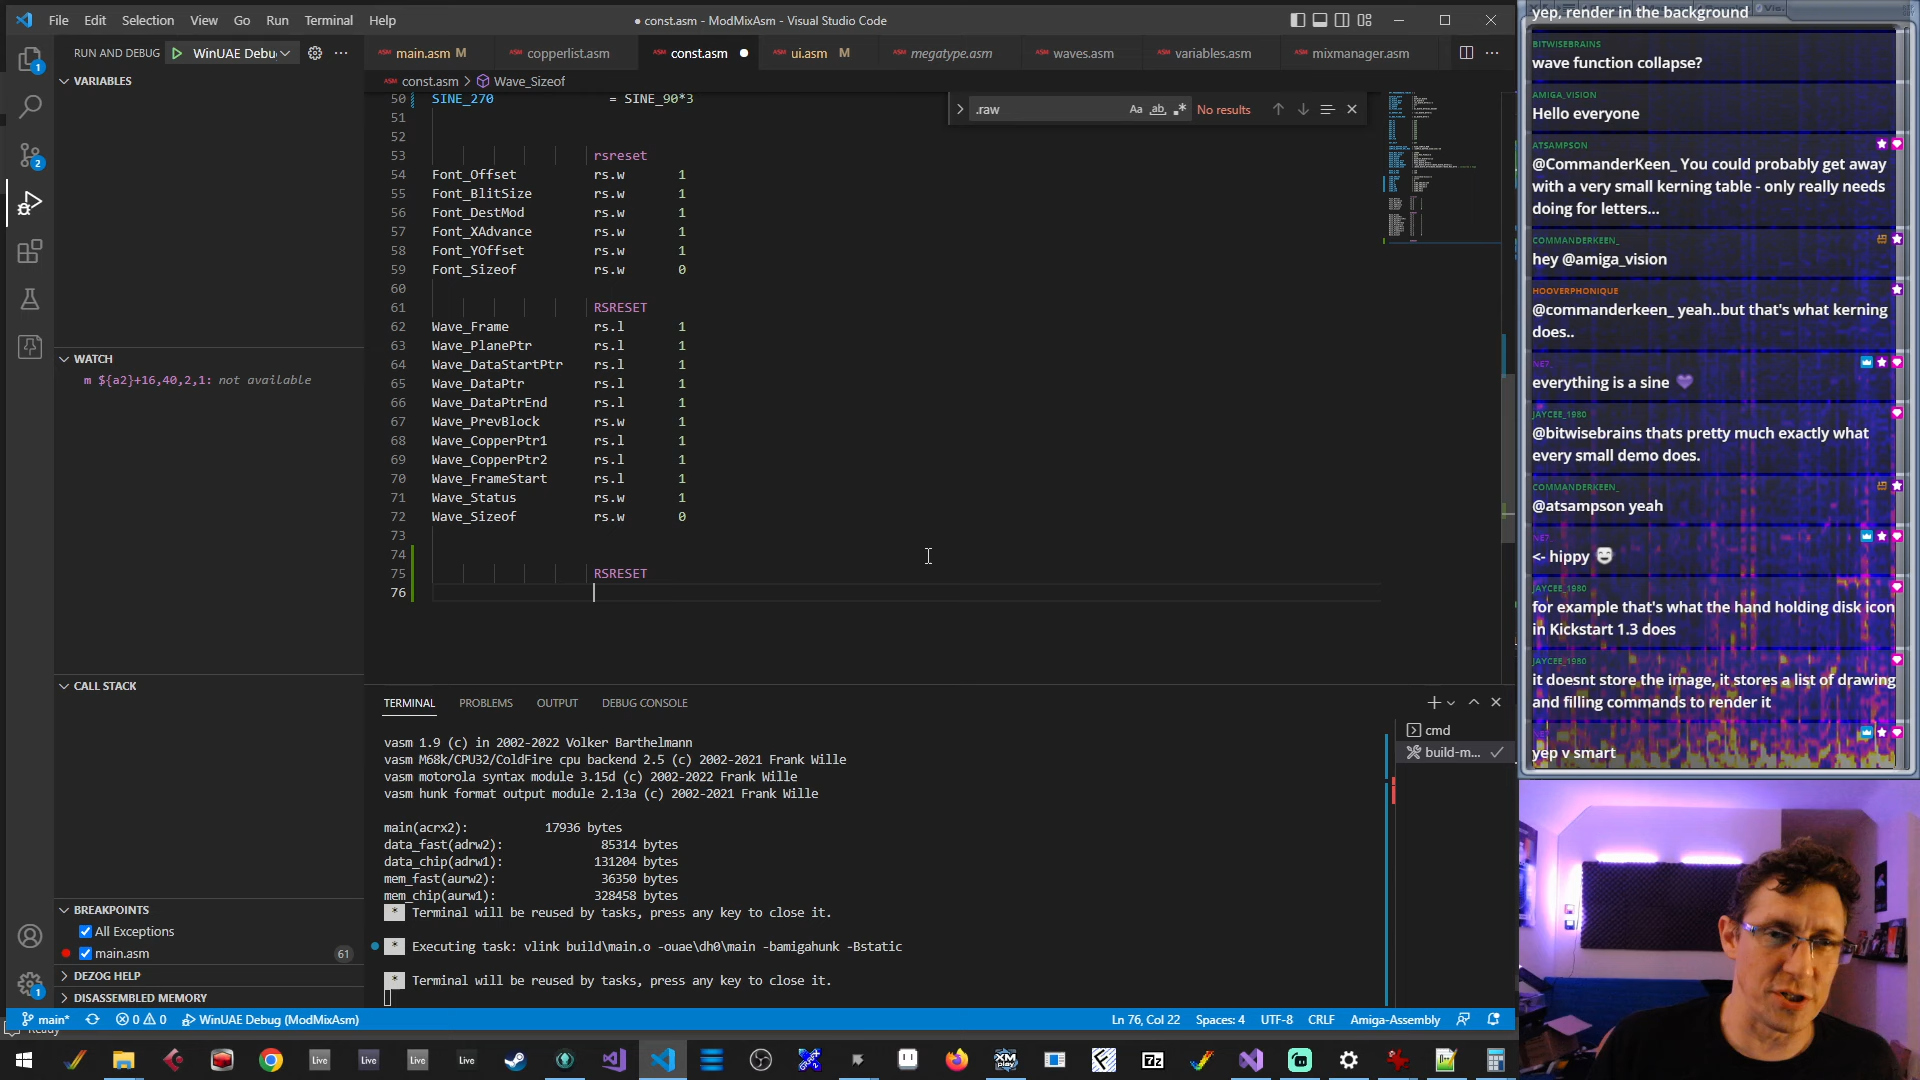 File Edit Selection View Go Run Terminal Help
● const.asm - ModMixAsm - Visual Studio Code
RUN AND DEBUG WinUAE Debu
main.asm M
copperlist.asm
const.asm
ui.asm M
megatype.asm
waves.asm
variables.asm
mixmanager.asm
const.asm > Wave_Sizeof
.raw
Aa ab .* No results
VARIABLES
WATCH
m ${a2}+16,40,2,1: not available
CALL STACK
BREAKPOINTS
All Exceptions
main.asm 61
DEZOG HELP
DISASSEMBLED MEMORY
50 SINE_270 = SINE_90*3
51
52
53 rsreset
54 Font_Offset rs.w 1
55 Font_BlitSize rs.w 1
56 Font_DestMod rs.w 1
57 Font_XAdvance rs.w 1
58 Font_YOffset rs.w 1
59 Font_Sizeof rs.w 0
60
61 RSRESET
62 Wave_Frame rs.l 1
63 Wave_PlanePtr rs.l 1
64 Wave_DataStartPtr rs.l 1
65 Wave_DataPtr rs.l 1
66 Wave_DataPtrEnd rs.l 1
67 Wave_PrevBlock rs.w 1
68 Wave_CopperPtr1 rs.l 1
69 Wave_CopperPtr2 rs.l 1
70 Wave_FrameStart rs.l 1
71 Wave_Status rs.w 1
72 Wave_Sizeof rs.w 0
73
74
75 RSRESET
76
TERMINAL PROBLEMS OUTPUT DEBUG CONSOLE
cmd
build-m...
vasm 1.9 (c) in 2002-2022 Volker Barthelmann
vasm M68k/CPU32/ColdFire cpu backend 2.5 (c) 2002-2021 Frank Wille
vasm motorola syntax module 3.15d (c) 2002-2022 Frank Wille
vasm hunk format output module 2.13a (c) 2002-2021 Frank Wille
main(acrx2): 17936 bytes
data_fast(adrw2): 85314 bytes
data_chip(adrw1): 131204 bytes
mem_fast(aurw2): 36350 bytes
mem_chip(aurw1): 328458 bytes
* Terminal will be reused by tasks, press any key to close it.
* Executing task: vlink build\main.o -ouae\dh0\main -bamigahunk -Bstatic
* Terminal will be reused by tasks, press any key to close it.
main* 0 0 WinUAE Debug (ModMixAsm)
Ln 76, Col 22 Spaces: 4 UTF-8 CRLF Amiga-Assembly
Ready
Live Live Live Live
7z
yep, render in the background
BITWISEBRAINS
wave function collapse?
AMIGA_VISION
Hello everyone
ATSAMPSON
@CommanderKeen_ You could probably get away
with a very small kerning table - only really needs
doing for letters...
COMMANDERKEEN_
hey @amiga_vision
HOOVERPHONIQUE
@commanderkeen_ yeah..but that's what kerning
does..
NE7_
everything is a sine
JAYCEE_1980
@bitwisebrains thats pretty much exactly what
every small demo does.
COMMANDERKEEN_
@atsampson yeah
NE7_
<- hippy
JAYCEE_1980
for example that's what the hand holding disk icon
in Kickstart 1.3 does
JAYCEE_1980
it doesnt store the image, it stores a list of drawing
and filling commands to render it
yep v smart